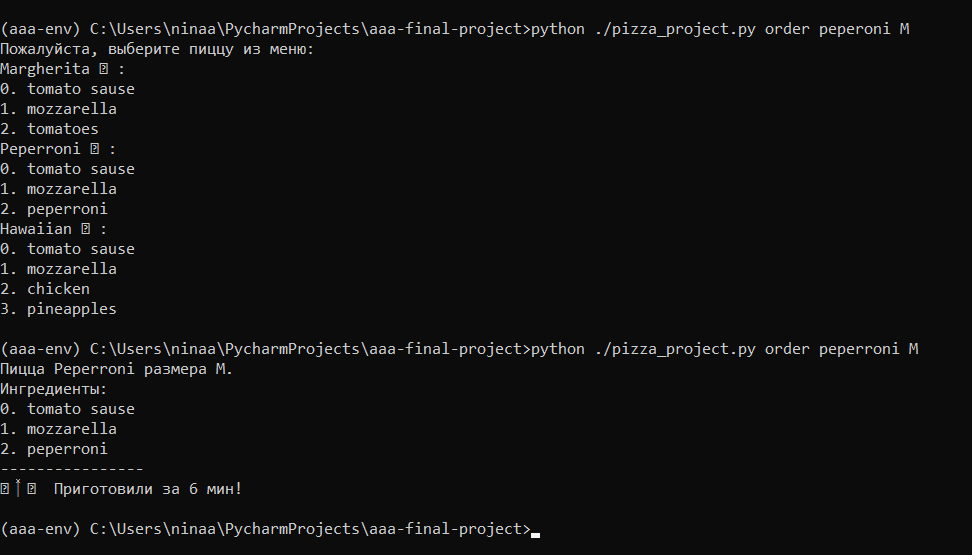 (aaa-env) C:\Users\ninaa\PycharmProjects\aaa-final-project>python ./pizza_project.py order peperoni M
Пожалуйста, выберите пиццу из меню:
Margherita ⍰ :
0. tomato sause
1. mozzarella
2. tomatoes
Peperroni ⍰ :
0. tomato sause
1. mozzarella
2. peperroni
Hawaiian ⍰ :
0. tomato sause
1. mozzarella
2. chicken
3. pineapples
(aaa-env) C:\Users\ninaa\PycharmProjects\aaa-final-project>python ./pizza_project.py order peperroni M
Пицца Peperroni размера M.
Ингредиенты:
0. tomato sause
1. mozzarella
2. peperroni
----------------
⍰ ⍰ Приготовили за 6 мин!
(aaa-env) C:\Users\ninaa\PycharmProjects\aaa-final-project>